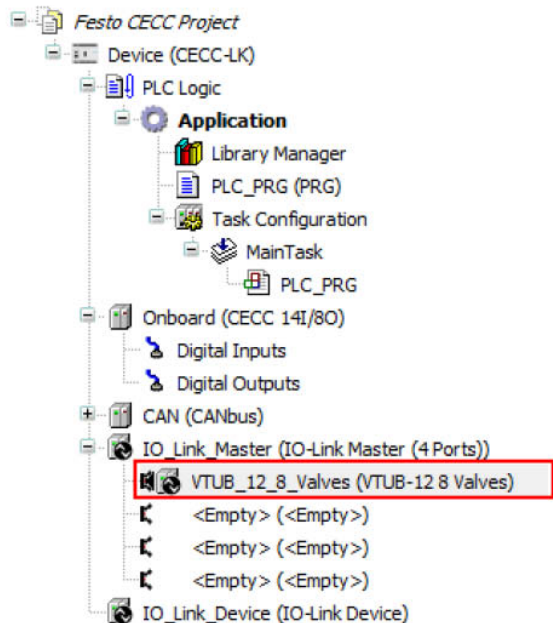 Festo CECC Project
Device (CECC-LK)
PLC Logic
Application
Library Manager
PLC_PRG (PRG)
Task Configuration
MainTask
PLC_PRG
Onboard (CECC 14I/8O)
Digital Inputs
Digital Outputs
CAN (CANbus)
IO_Link_Master (IO-Link Master (4 Ports))
VTUB_12_8_Valves (VTUB-12 8 Valves)
<Empty> (<Empty>)
<Empty> (<Empty>)
<Empty> (<Empty>)
IO_Link_Device (IO-Link Device)